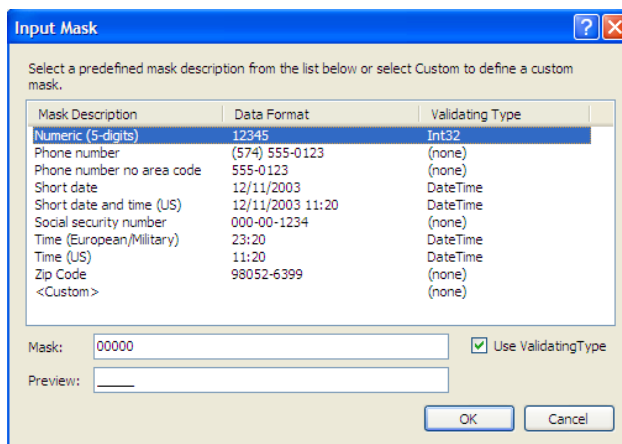 Input Mask
Select a predefined mask description from the list below or select Custom to define a custom
mask.
Mask Description Data Format Validating Type
Numeric (5-digits) 12345 Int32
Phone number (574) 555-0123 (none)
Phone number no area code 555-0123 (none)
Short date 12/11/2003 DateTime
Short date and time (US) 12/11/2003 11:20 DateTime
Social security number 000-00-1234 (none)
Time (European/Military) 23:20 DateTime
Time (US) 11:20 DateTime
Zip Code 98052-6399 (none)
<Custom> (none)
Mask: 00000 Use ValidatingType
Preview: _____
OK Cancel